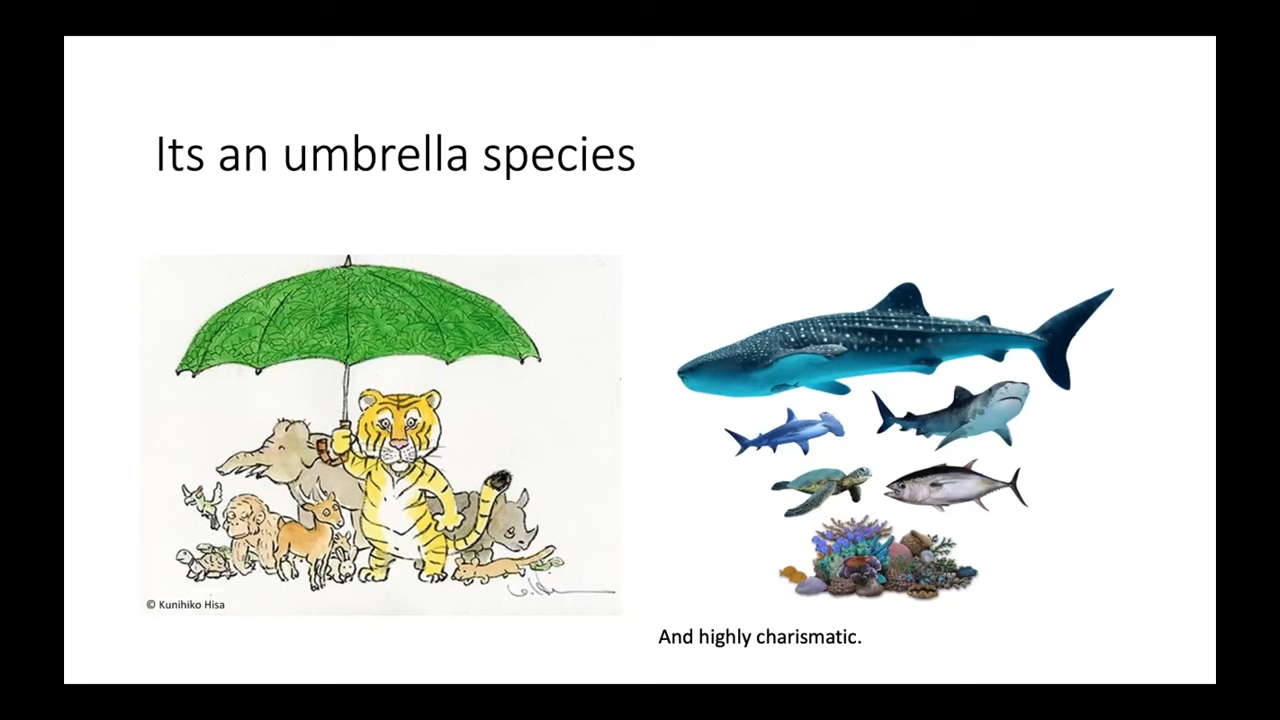 Its an umbrella species
© Kunihiko Hisa
And highly charismatic.